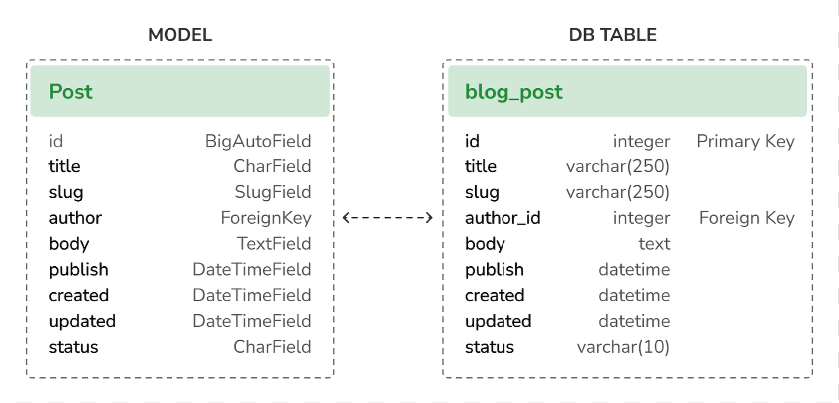 MODEL
DB TABLE
Post
id BigAutoField
title CharField
slug SlugField
author ForeignKey
body TextField
publish DateTimeField
created DateTimeField
updated DateTimeField
status CharField
blog_post
id integer Primary Key
title varchar(250)
slug varchar(250)
author_id integer Foreign Key
body text
publish datetime
created datetime
updated datetime
status varchar(10)